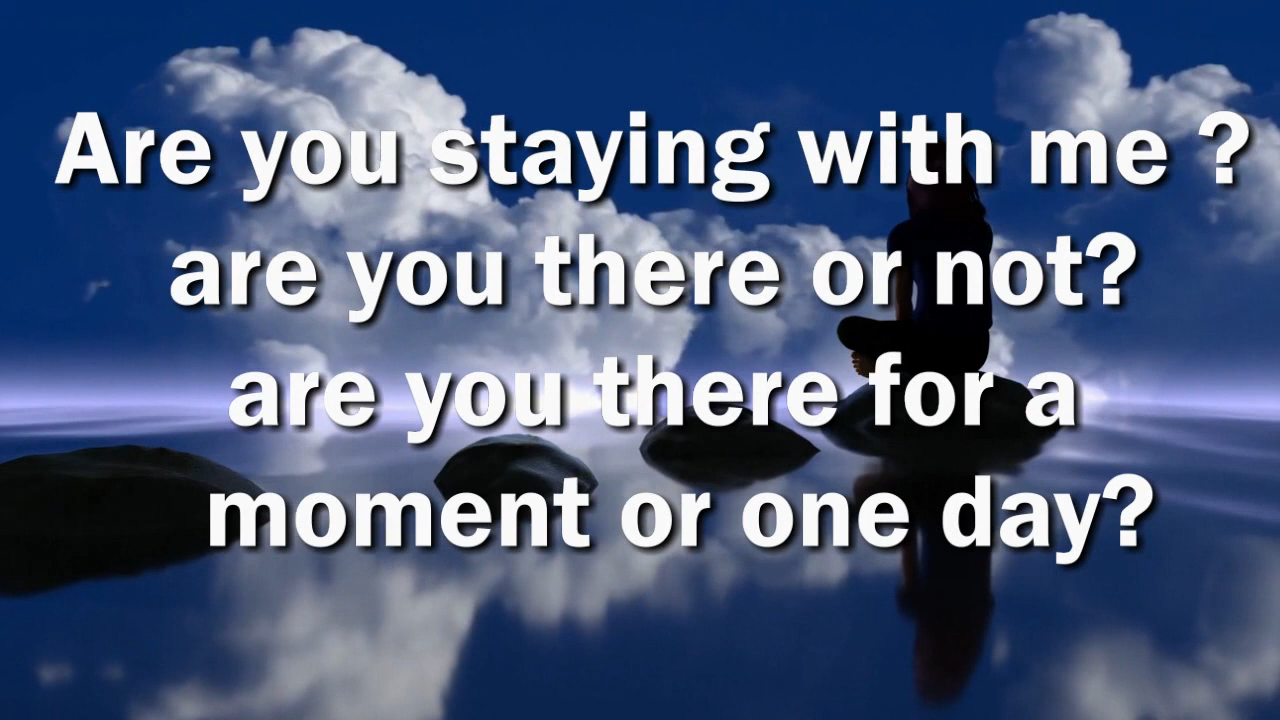 Are you staying with me ?
are you there or not?
are you there for a
moment or one day?